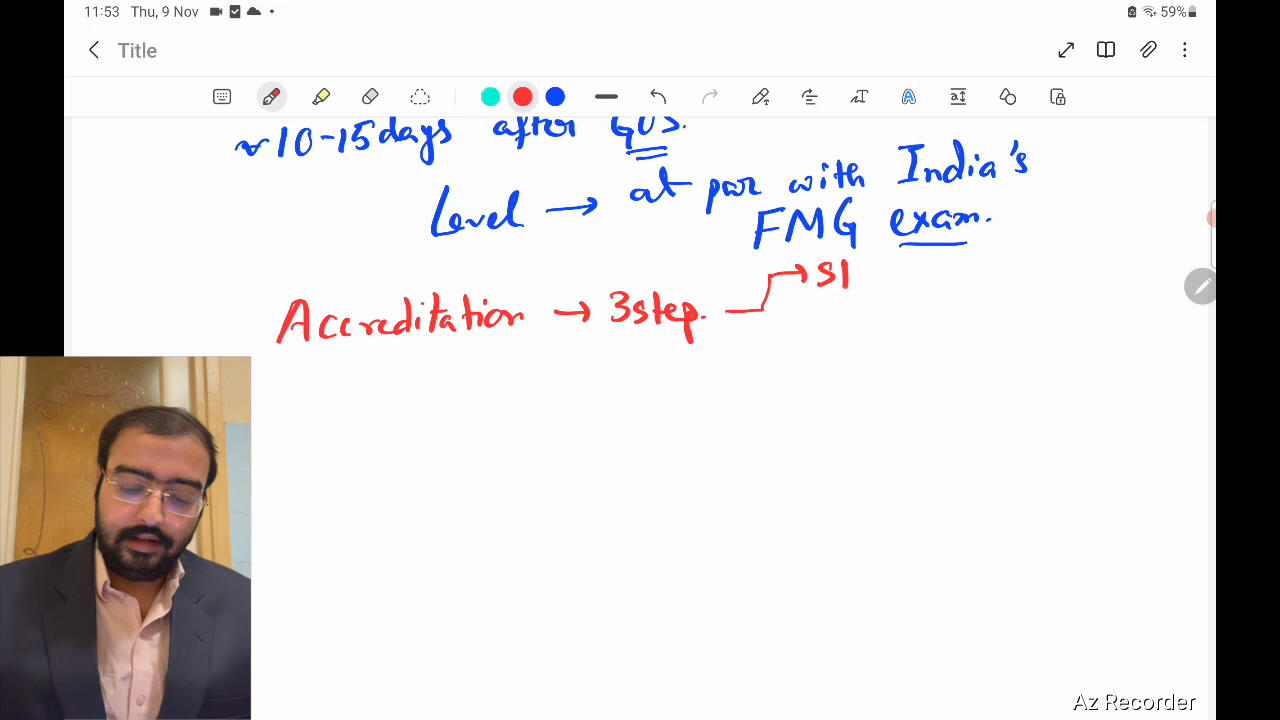 11:53 Thu, 9 Nov 59%
Title
~10-15 days after GOS.
Level → at par with India's
FMG exam.
Accreditation → 3 step. → S1
Az Recorder